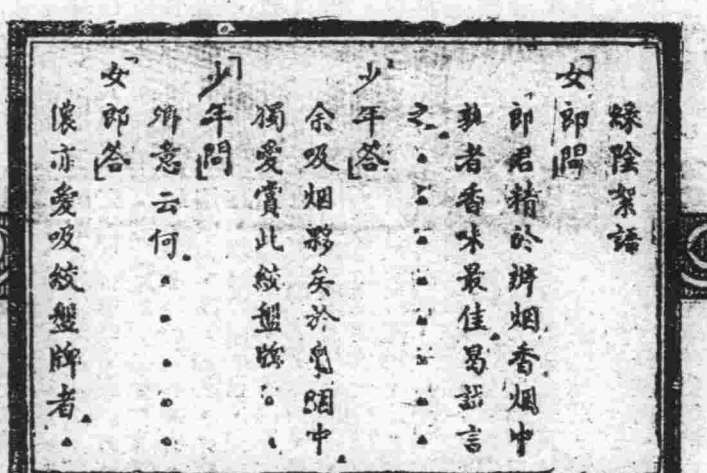 綠陰絮語
「女郎問」
郎君精於辨烟香烟中
孰者香味最佳曷試言
之。。。。。。
「少年答」
余吸烟夥矣於烟中。
獨愛賞此絞盤牌。。
「少年問」
卿意云何。。。。。
「女郎答」
儂亦愛吸絞盤牌者。。